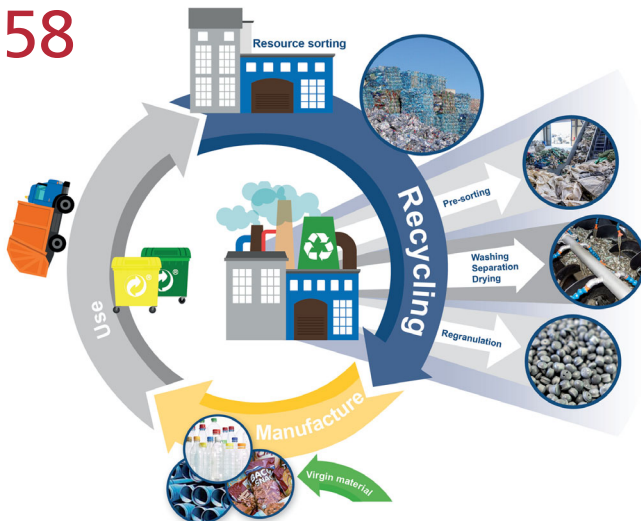 58
Resource sorting
Recycling
Pre-sorting
Washing
Separation
Drying
Regranulation
Use
Manufacture
Virgin material